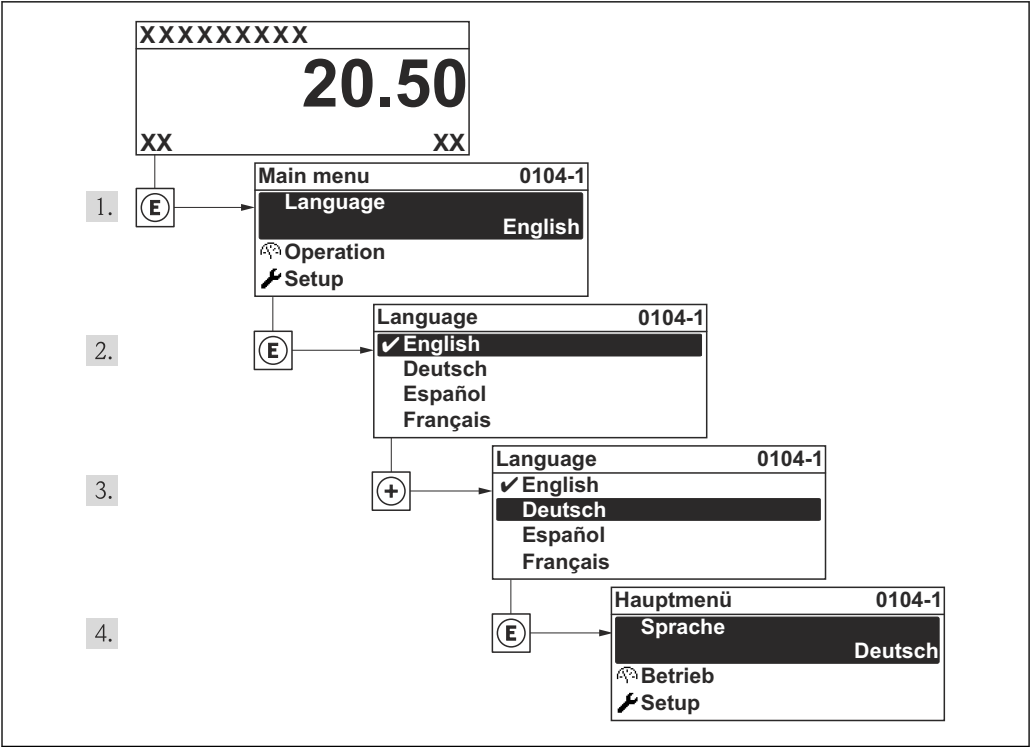 XXXXXXXXX
20.50
XX XX
1. E
Main menu 0104-1
Language
English
Operation
Setup
2. E
Language 0104-1
✔ English
Deutsch
Español
Français
3. +
Language 0104-1
✔ English
Deutsch
Español
Français
4. E
Hauptmenü 0104-1
Sprache
Deutsch
Betrieb
Setup